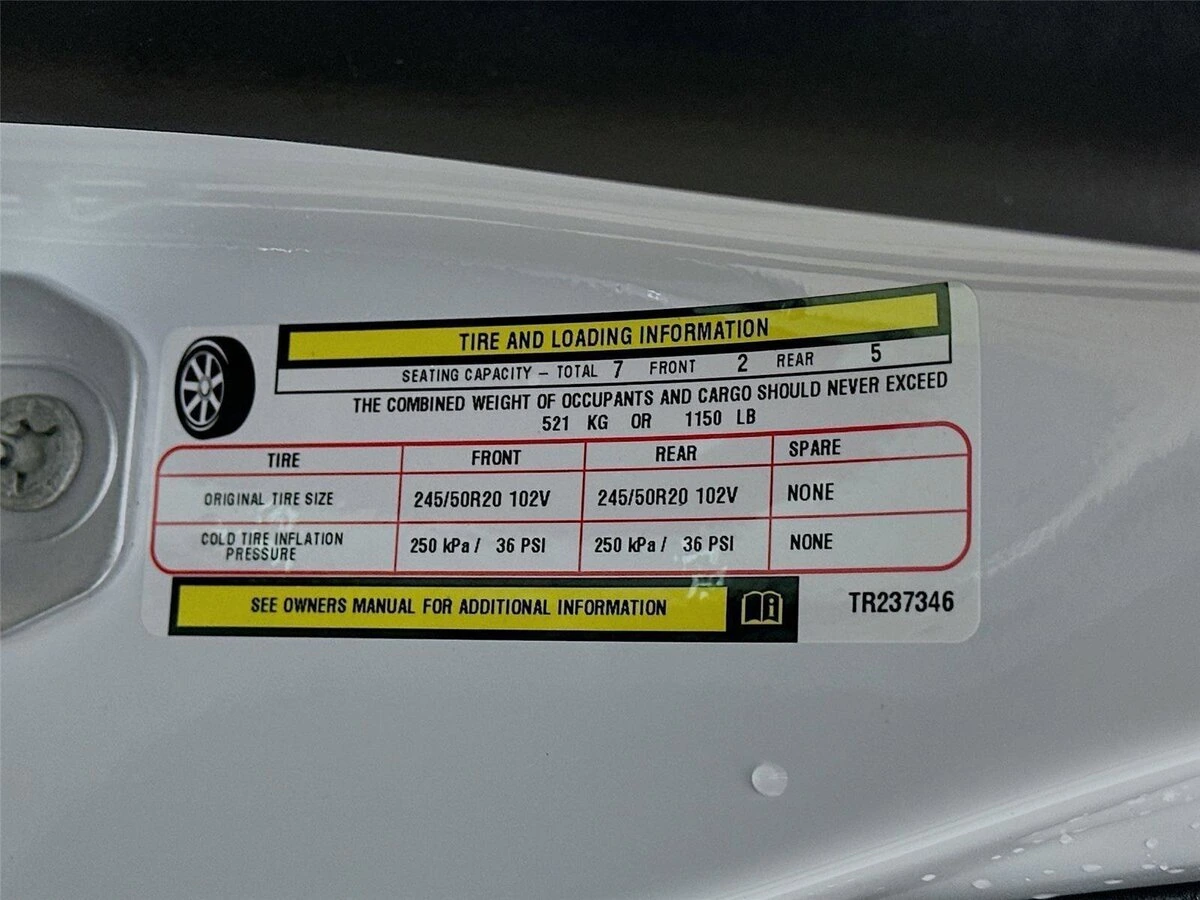 TIRE AND LOADING INFORMATION
SEATING CAPACITY – TOTAL 7 FRONT 2 REAR 5
THE COMBINED WEIGHT OF OCCUPANTS AND CARGO SHOULD NEVER EXCEED
521 KG OR 1150 LB
TIRE FRONT REAR SPARE
ORIGINAL TIRE SIZE 245/50R20 102V 245/50R20 102V NONE
COLD TIRE INFLATION
PRESSURE 250 kPa / 36 PSI 250 kPa / 36 PSI NONE
SEE OWNERS MANUAL FOR ADDITIONAL INFORMATION
TR237346